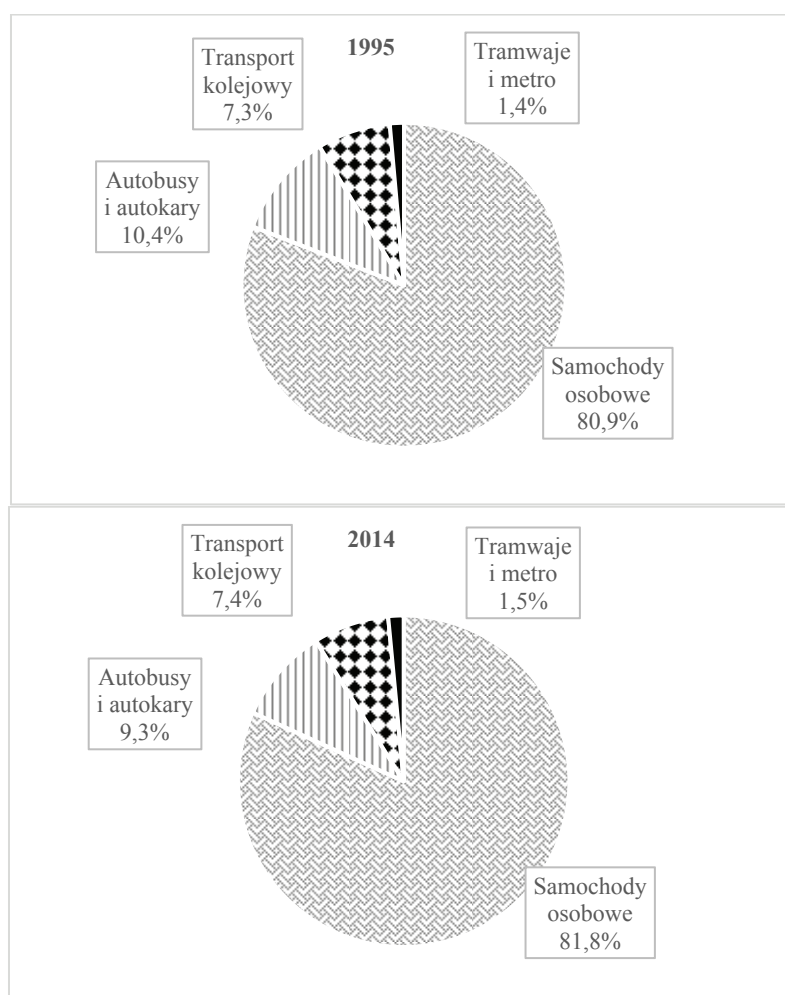 1995
Transport
kolejowy
7,3%
Tramwaje
i metro
1,4%
Autobusy
i autokary
10,4%
Samochody
osobowe
80,9%
2014
Transport
kolejowy
7,4%
Tramwaje
i metro
1,5%
Autobusy
i autokary
9,3%
Samochody
osobowe
81,8%